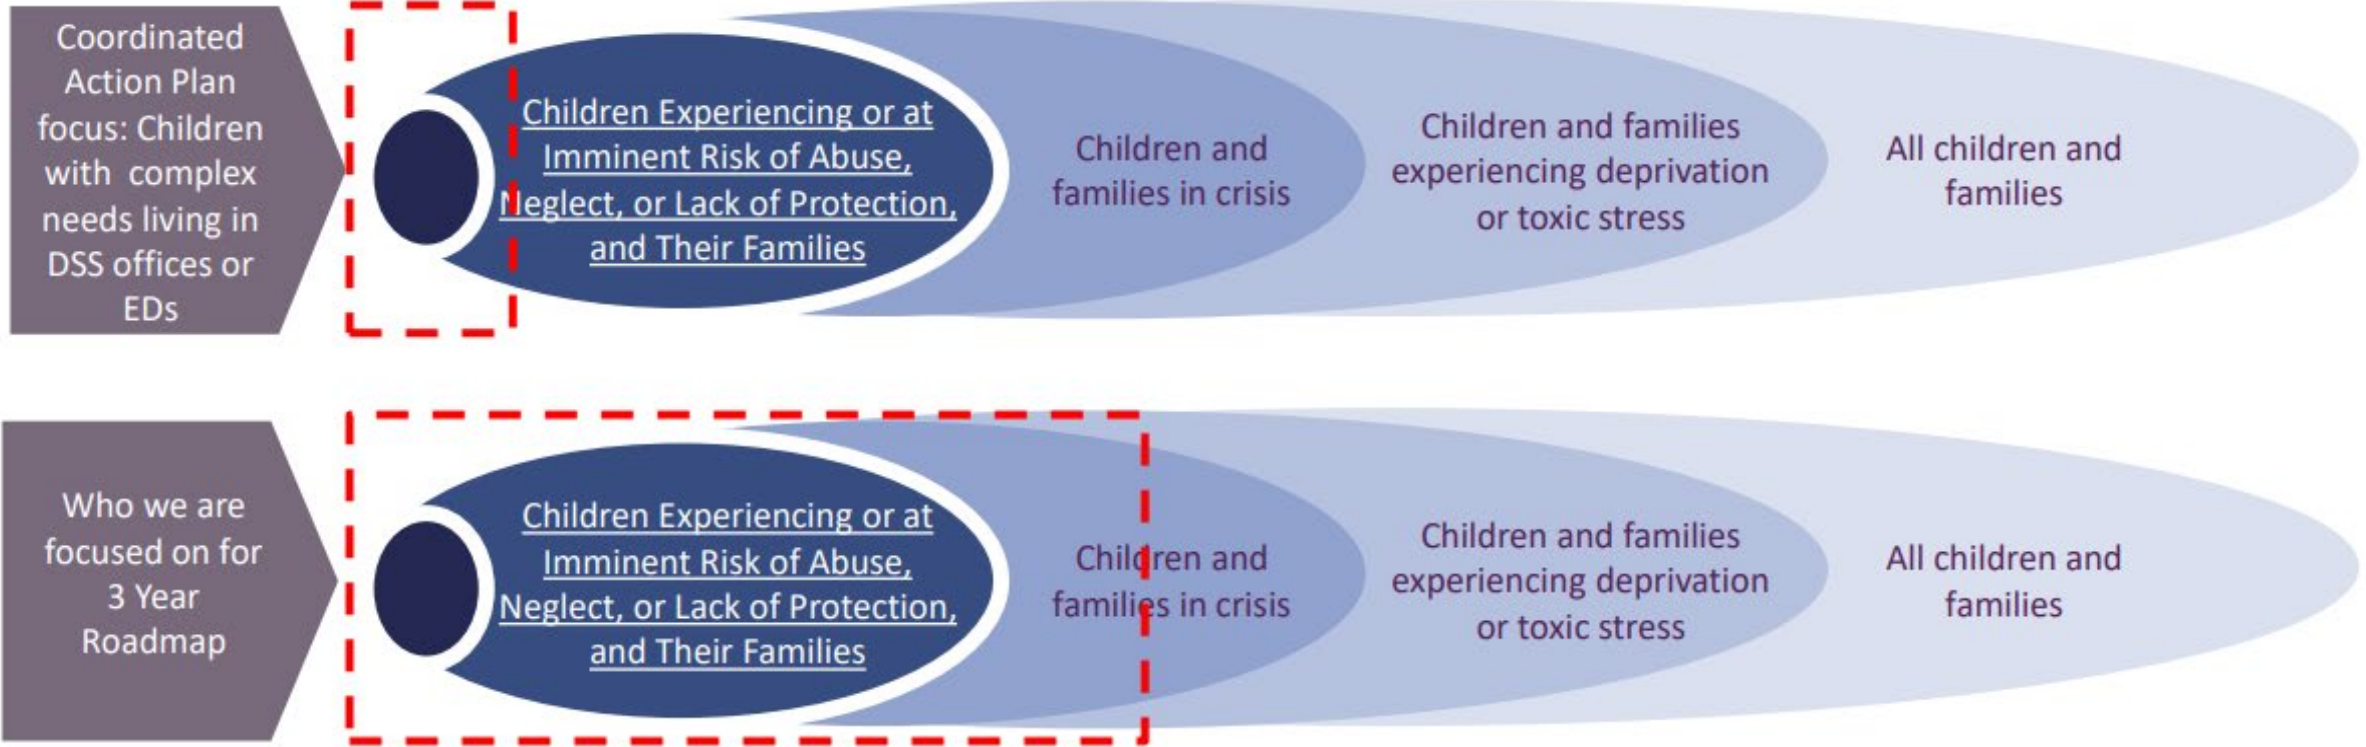 Coordinated
Action Plan
focus: Children
with complex
needs living in
DSS offices or
EDs
Children Experiencing or at
Imminent Risk of Abuse,
Neglect, or Lack of Protection,
and Their Families
Children and
families in crisis
Children and families
experiencing deprivation
or toxic stress
All children and
families
Who we are
focused on for
3 Year
Roadmap
Children Experiencing or at
Imminent Risk of Abuse,
Neglect, or Lack of Protection,
and Their Families
Children and
families in crisis
Children and families
experiencing deprivation
or toxic stress
All children and
families